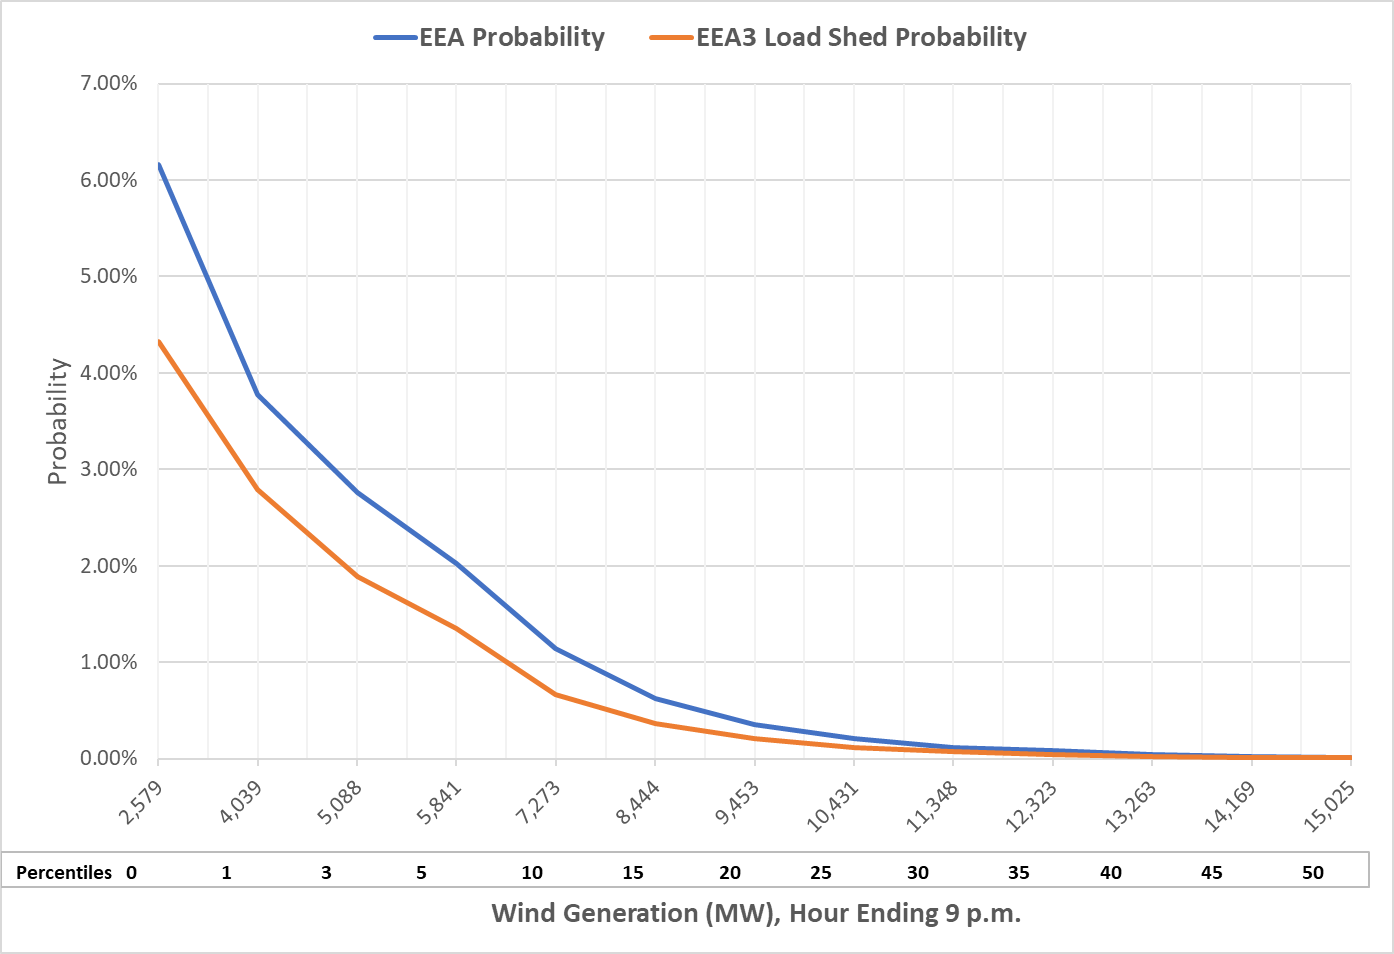 EEA Probability EEA3 Load Shed Probability
7.00%
6.00%
5.00%
4.00%
3.00%
2.00%
1.00%
0.00%
Probability
2,579 4,039 5,088 5,841 7,273 8,444 9,453 10,431 11,348 12,323 13,263 14,169 15,025
Percentiles 0 1 3 5 10 15 20 25 30 35 40 45 50
Wind Generation (MW), Hour Ending 9 p.m.